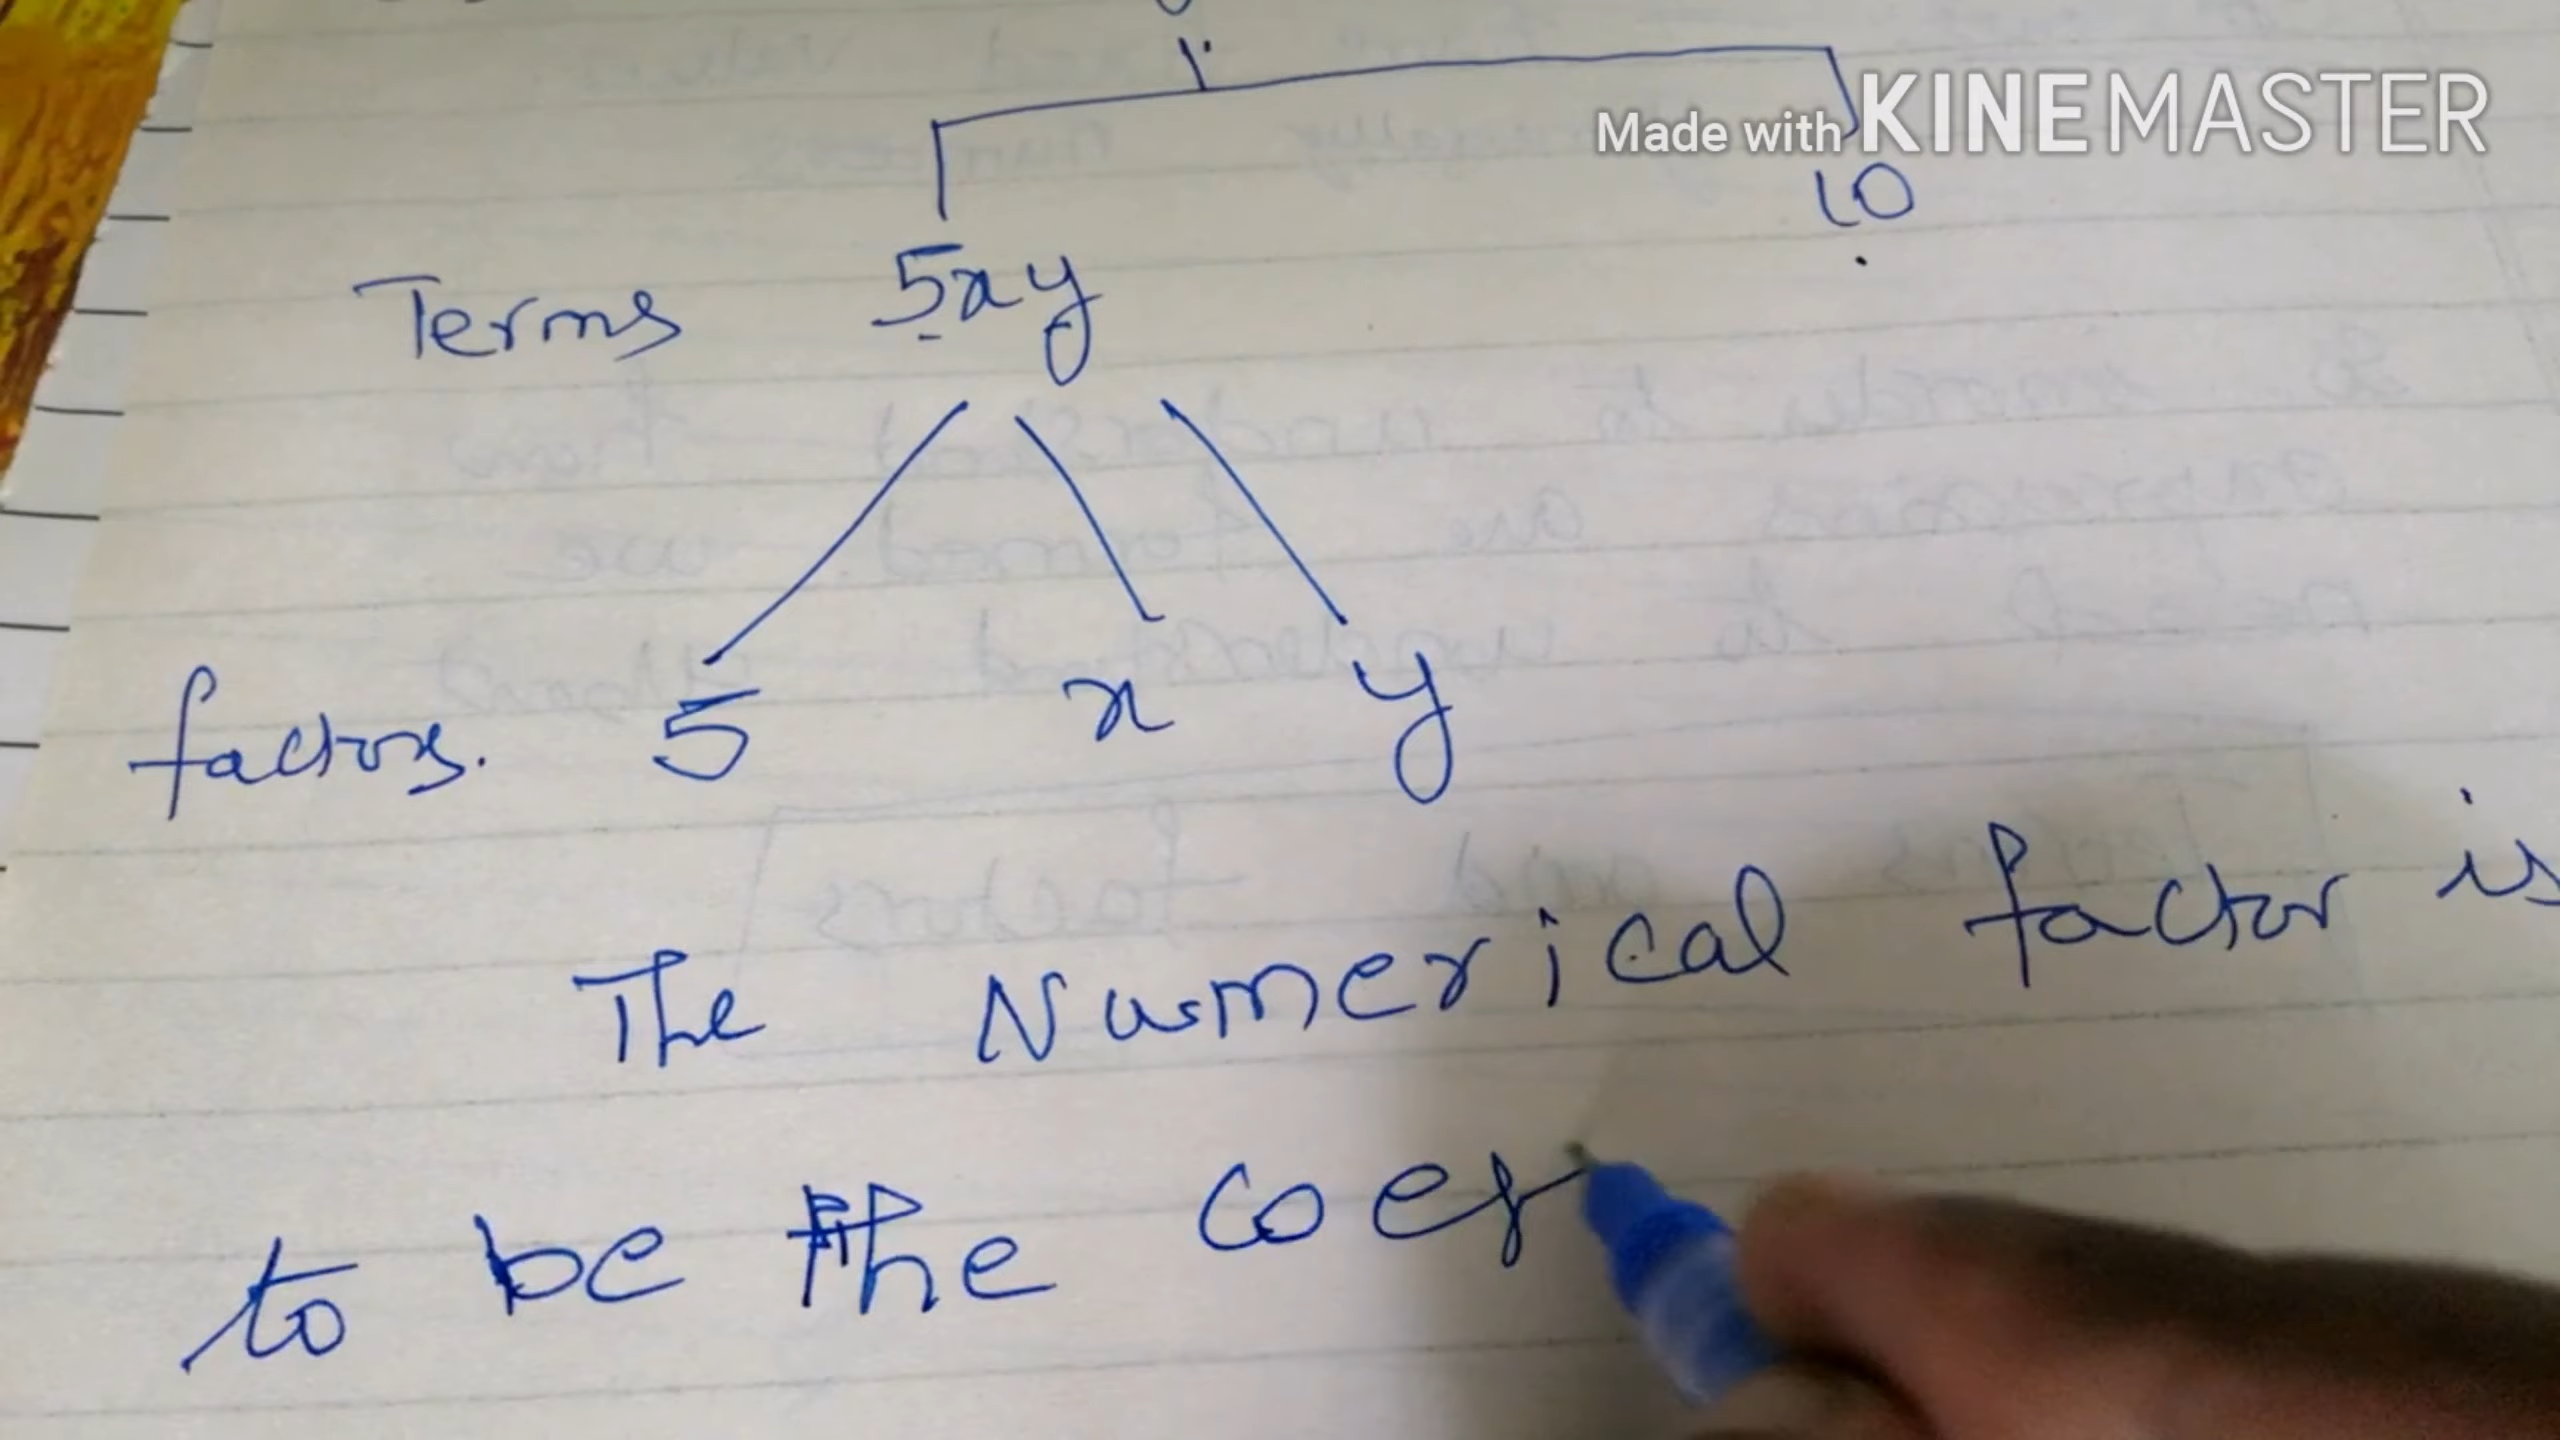 Made with KINEMASTER
10
Terms 5xy
factors. 5 x y
The Numerical factor is
to be the coef